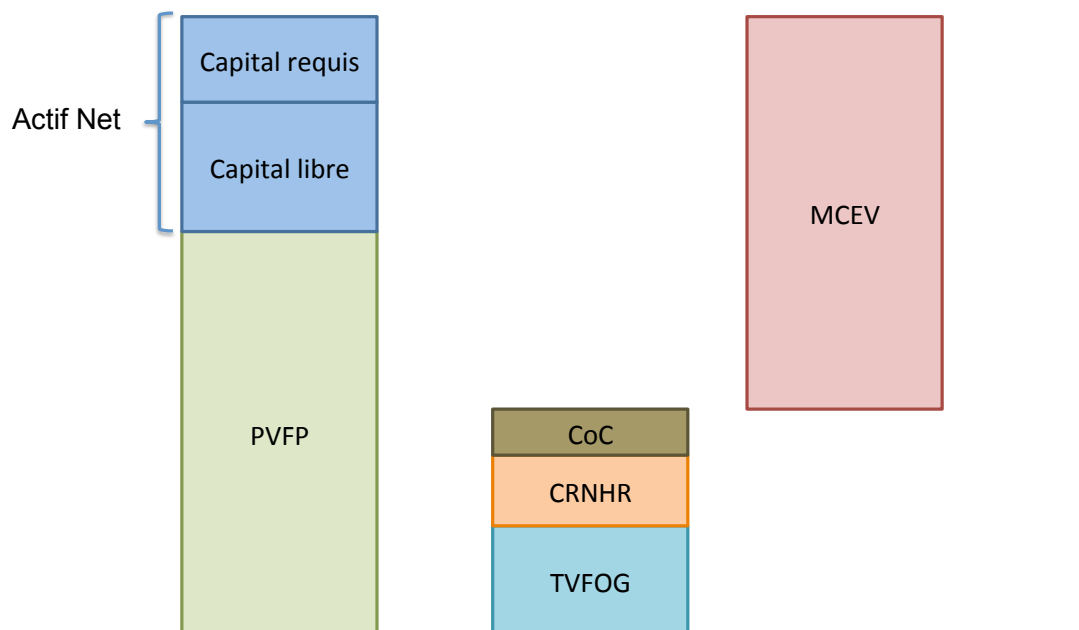 Actif Net
Capital requis
Capital libre
PVFP
CoC
CRNHR
TVFOG
MCEV